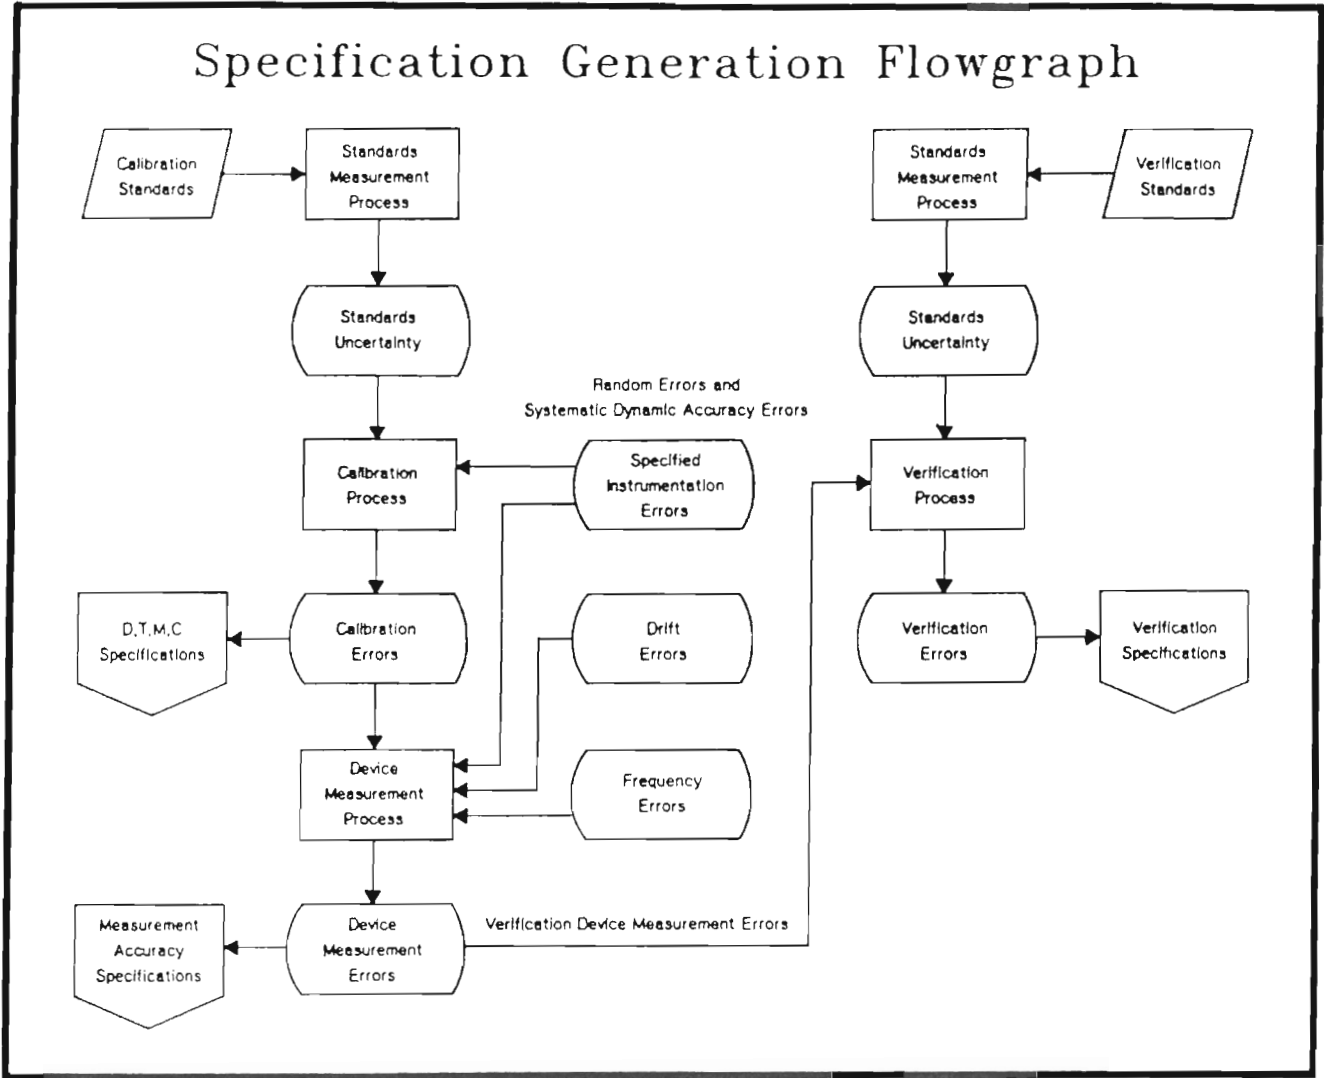 Specification Generation Flowgraph
Calibration
Standards
Standards
Measurement
Process
Standards
Measurement
Process
Verification
Standards
Standards
Uncertainty
Standards
Uncertainty
Random Errors and
Systematic Dynamic Accuracy Errors
Calibration
Process
Specified
Instrumentation
Errors
Verification
Process
D,T,M,C
Specifications
Calibration
Errors
Drift
Errors
Verification
Errors
Verification
Specifications
Device
Measurement
Process
Frequency
Errors
Measurement
Accuracy
Specifications
Device
Measurement
Errors
Verification Device Measurement Errors